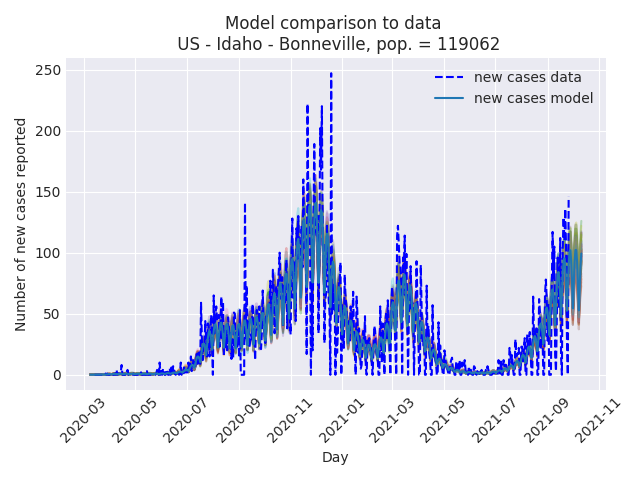 Model comparison to data
US - Idaho - Bonneville, pop. = 119062
new cases data
new cases model
Number of new cases reported
250
200
150
100
50
0
2020-03
2020-05
2020-07
2020-09
2020-11
2021-01
2021-03
2021-05
2021-07
2021-09
2021-11
Day